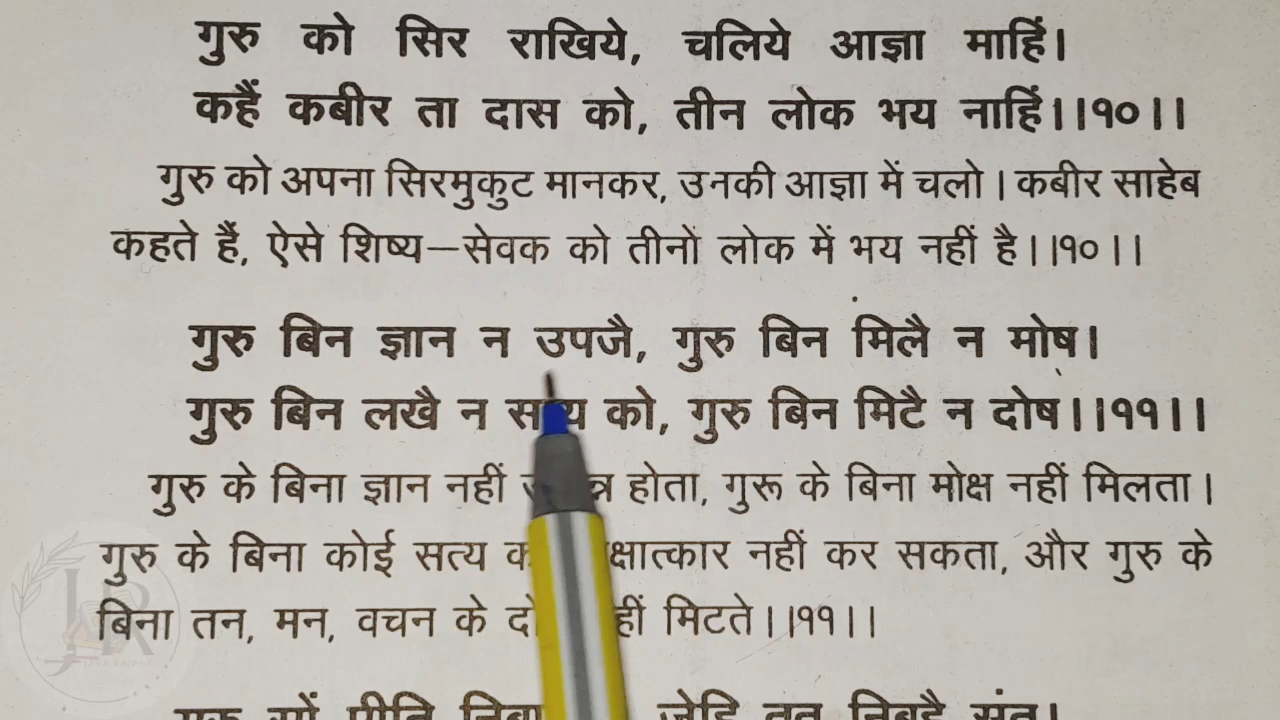 गुरु को सिर राखिये, चलिये आज्ञा माहिं।
कहैं कबीर ता दास को, तीन लोक भय नाहिं।।१०।।
गुरु को अपना सिरमुकुट मानकर, उनकी आज्ञा में चलो। कबीर साहेब
कहते हैं, ऐसे शिष्य—सेवक को तीनों लोक में भय नहीं है।।१०।।
गुरु बिन ज्ञान न उपजै, गुरु बिन मिलै न मोष।
गुरु बिन लखै न सत्य को, गुरु बिन मिटै न दोष।।११।।
गुरु के बिना ज्ञान नहीं होता, गुरू के बिना मोक्ष नहीं मिलता।
गुरु के बिना कोई सत्य नहीं कर सकता, और गुरु के
बिना तन, मन, वचन के मिटते।।११।।